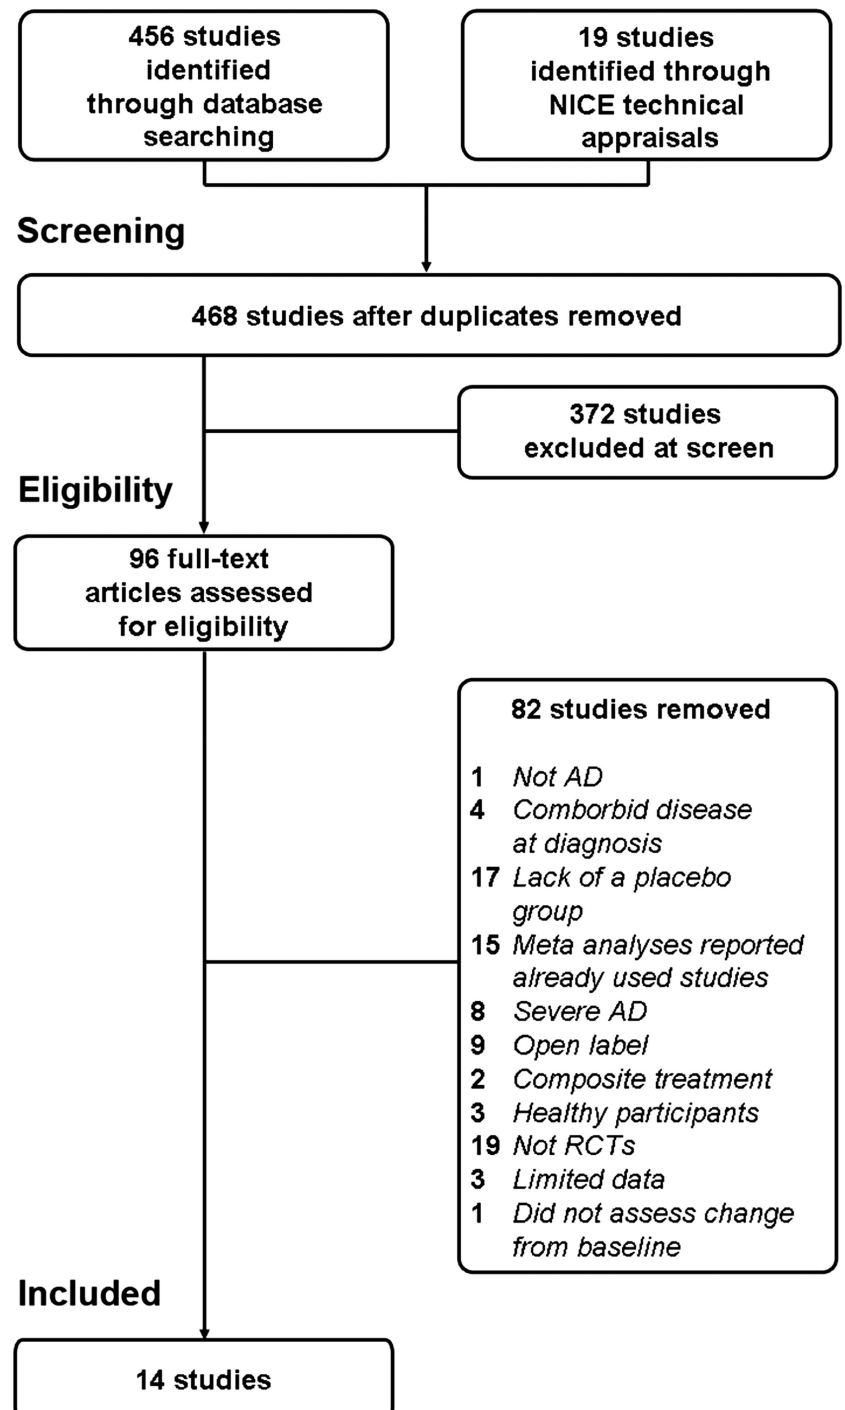 456 studies
identified
through database
searching
19 studies
identified through
NICE technical
appraisals
Screening
468 studies after duplicates removed
372 studies
excluded at screen
Eligibility
96 full-text
articles assessed
for eligibility
82 studies removed
1 Not AD
4 Comborbid disease
at diagnosis
17 Lack of a placebo
group
15 Meta analyses reported
already used studies
8 Severe AD
9 Open label
2 Composite treatment
3 Healthy participants
19 Not RCTs
3 Limited data
1 Did not assess change
from baseline
Included
14 studies